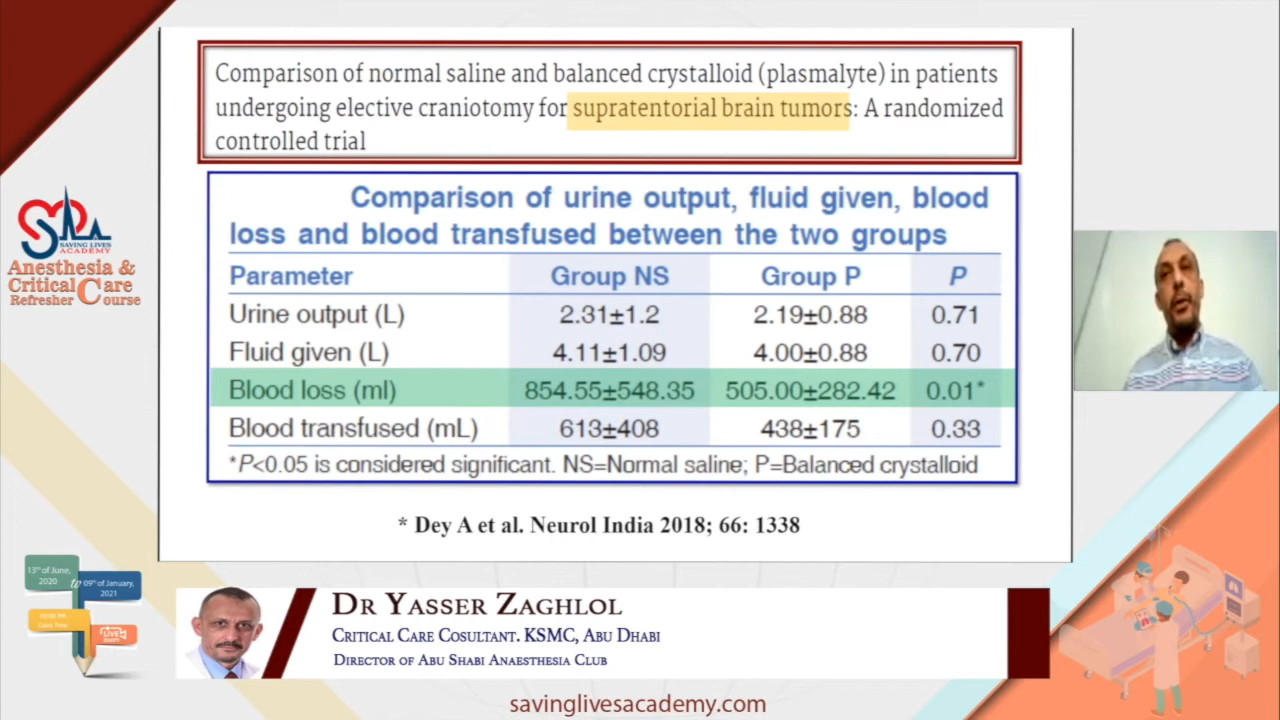 Comparison of normal saline and balanced crystalloid (plasmalyte) in patients
undergoing elective craniotomy for supratentorial brain tumors: A randomized
controlled trial
Comparison of urine output, fluid given, blood
loss and blood transfused between the two groups
Parameter Group NS Group P P
Urine output (L) 2.31±1.2 2.19±0.88 0.71
Fluid given (L) 4.11±1.09 4.00±0.88 0.70
Blood loss (ml) 854.55±548.35 505.00±282.42 0.01*
Blood transfused (mL) 613±408 438±175 0.33
*P<0.05 is considered significant. NS=Normal saline; P=Balanced crystalloid
* Dey A et al. Neurol India 2018; 66: 1338
SAVING LIVES
ACADEMY
Anesthesia &
Critical Care
Refresher Course
13th of June,
2020
to
09th of January,
2021
LIVE
Dr Yasser Zaghlol
Critical Care Cosultant. KSMC, Abu Dhabi
Director of Abu Shabi Anaesthesia Club
savinglivesacademy.com